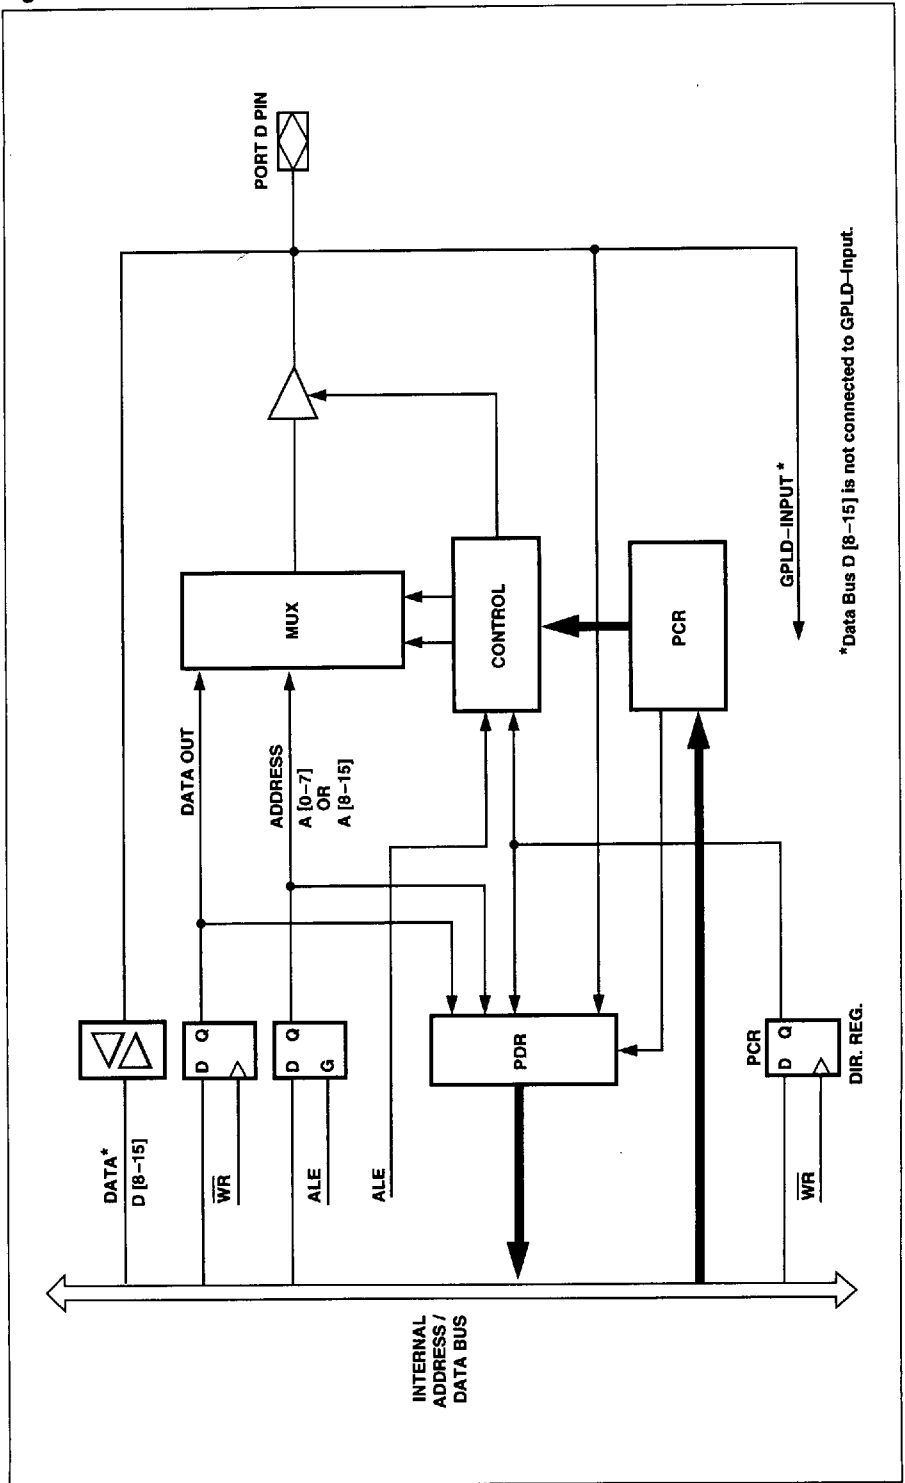 PORT D PIN
DATA*
D [8–15]
D Q
WR
DATA OUT
D Q
G
ALE
ADDRESS
A [0–7]
OR
A [8–15]
MUX
ALE
CONTROL
PDR
PCR
PCR
D Q
WR
DIR. REG.
GPLD–INPUT*
INTERNAL
ADDRESS /
DATA BUS
*Data Bus D [8–15] is not connected to GPLD–Input.